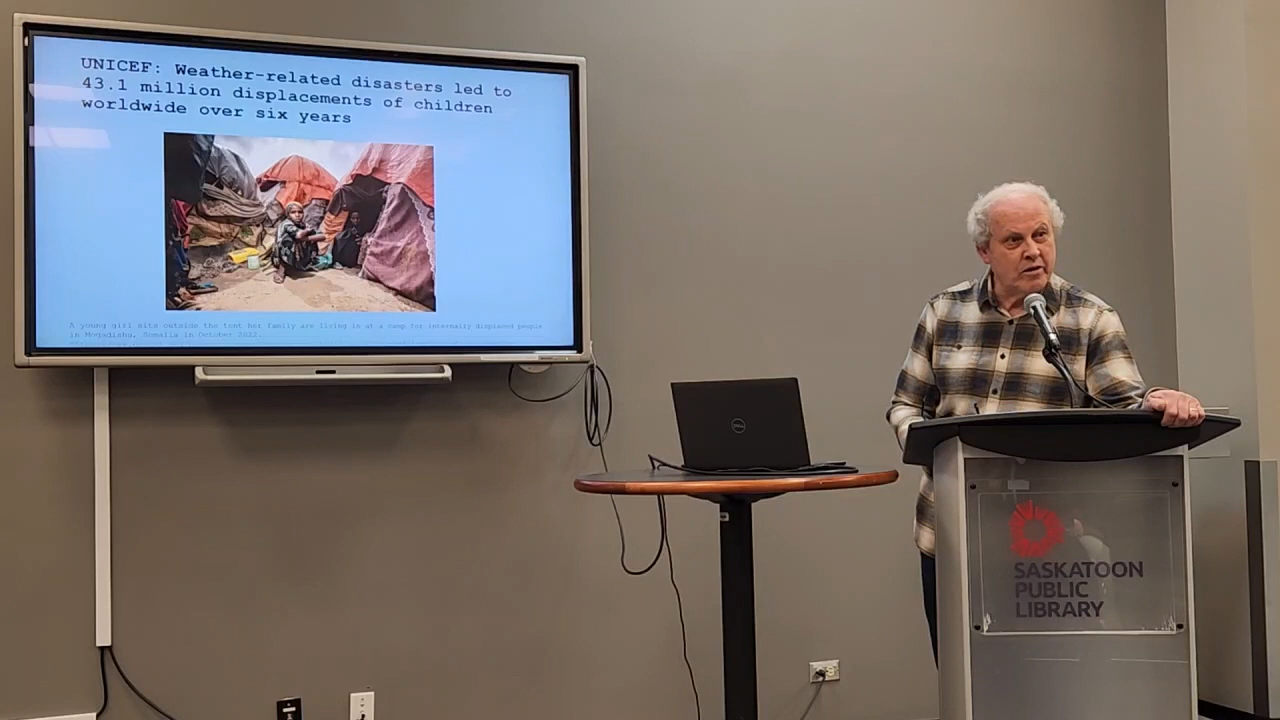 UNICEF: Weather-related disasters led to
43.1 million displacements of children
worldwide over six years
A young girl sits outside the tent her family are living in at a camp for internally displaced people
in Mogadishu, Somalia in October 2022.
DELL
SASKATOON
PUBLIC
LIBRARY